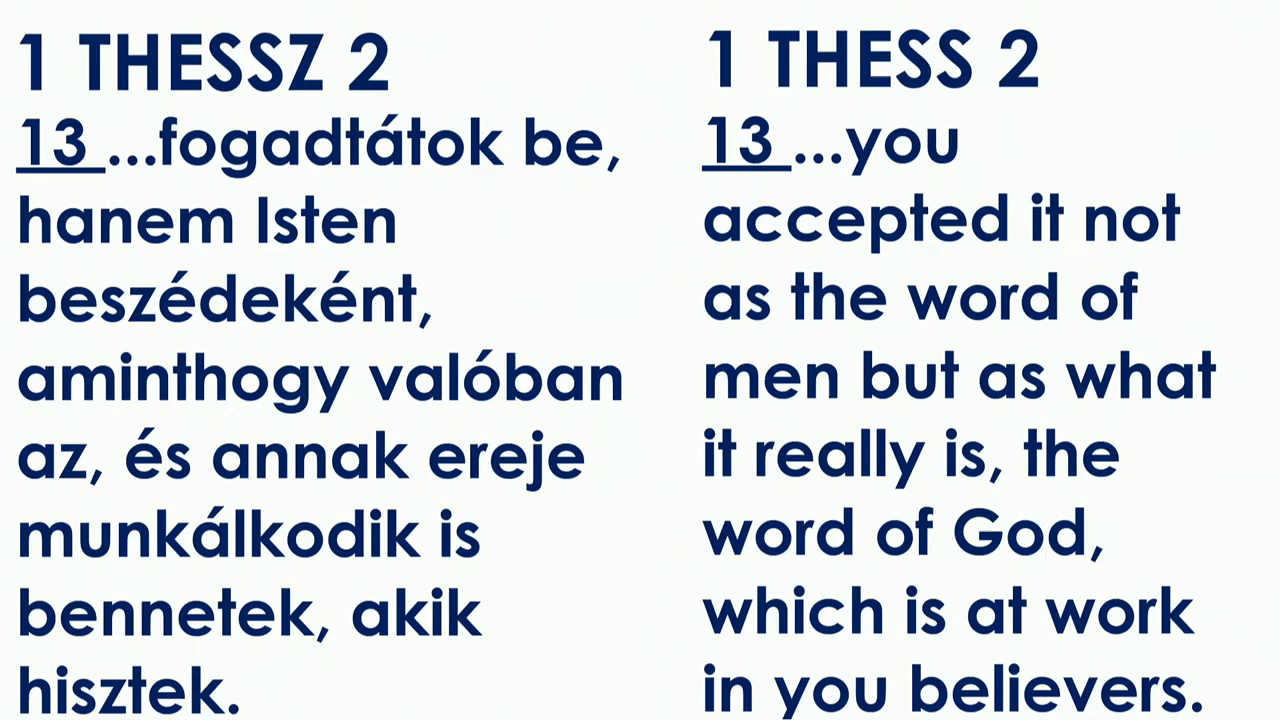 1 THESSZ 2
13 ...fogadtátok be,
hanem Isten
beszédeként,
aminthogy valóban
az, és annak ereje
munkálkodik is
bennetek, akik
hisztek.
1 THESS 2
13 ...you
accepted it not
as the word of
men but as what
it really is, the
word of God,
which is at work
in you believers.